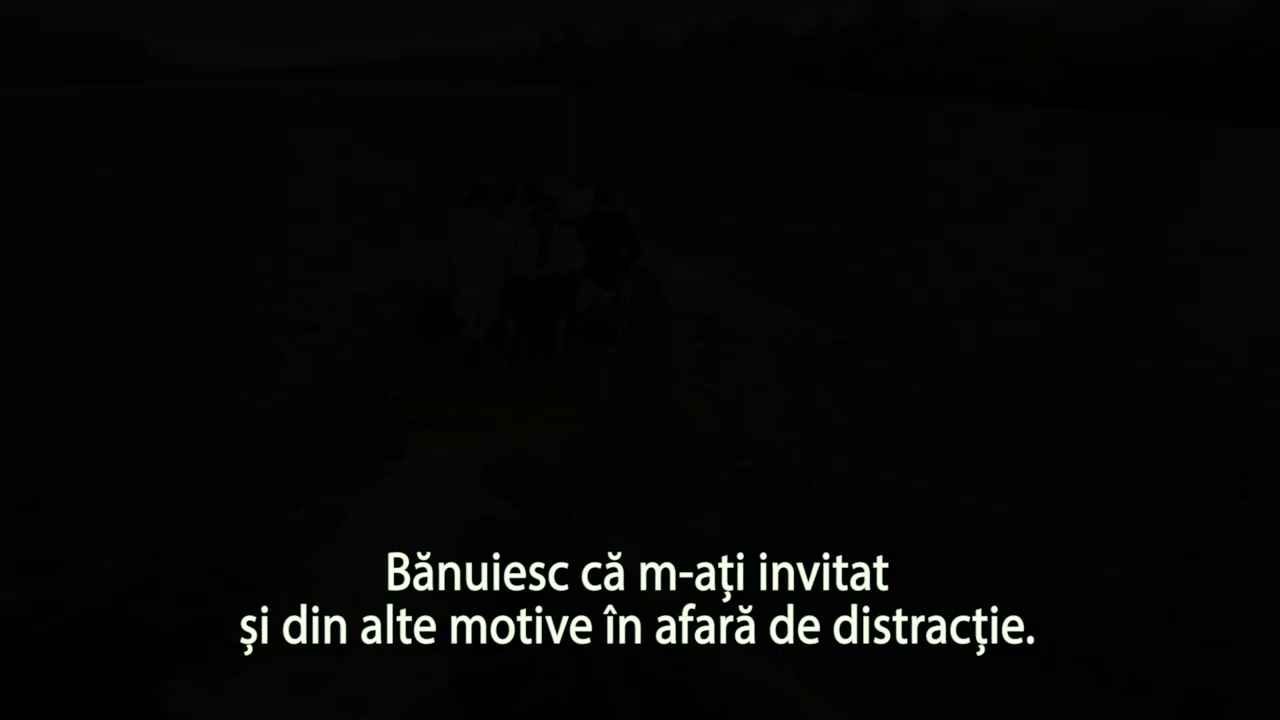 Bănuiesc că m-ați invitat
și din alte motive în afară de distracție.